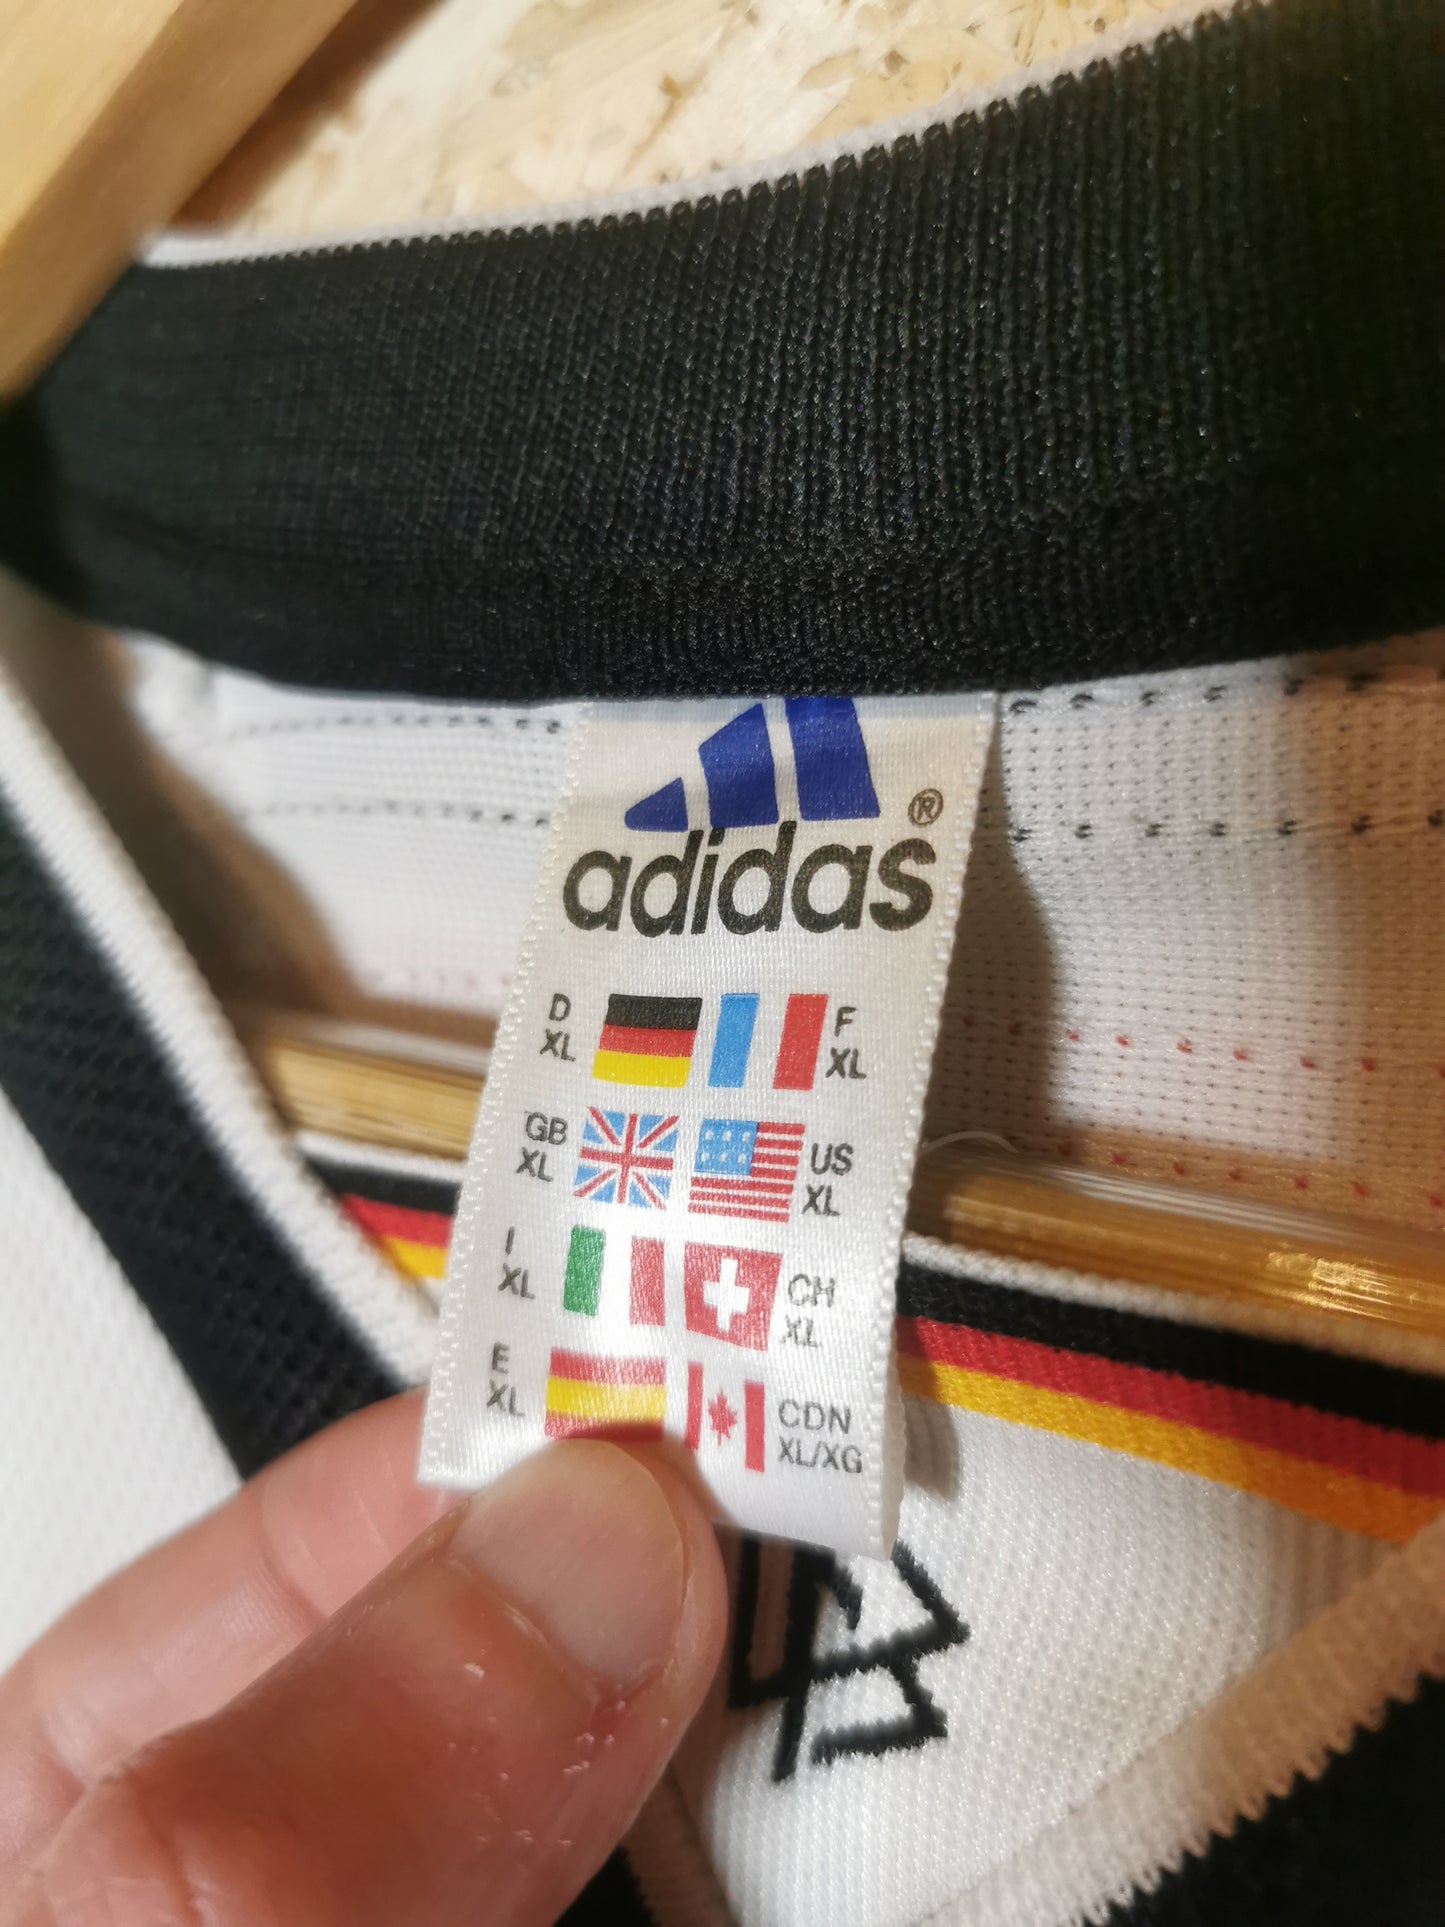 adidas®
D XL F XL
GB XL US XL
I XL CH XL
E XL CDN XL/XG